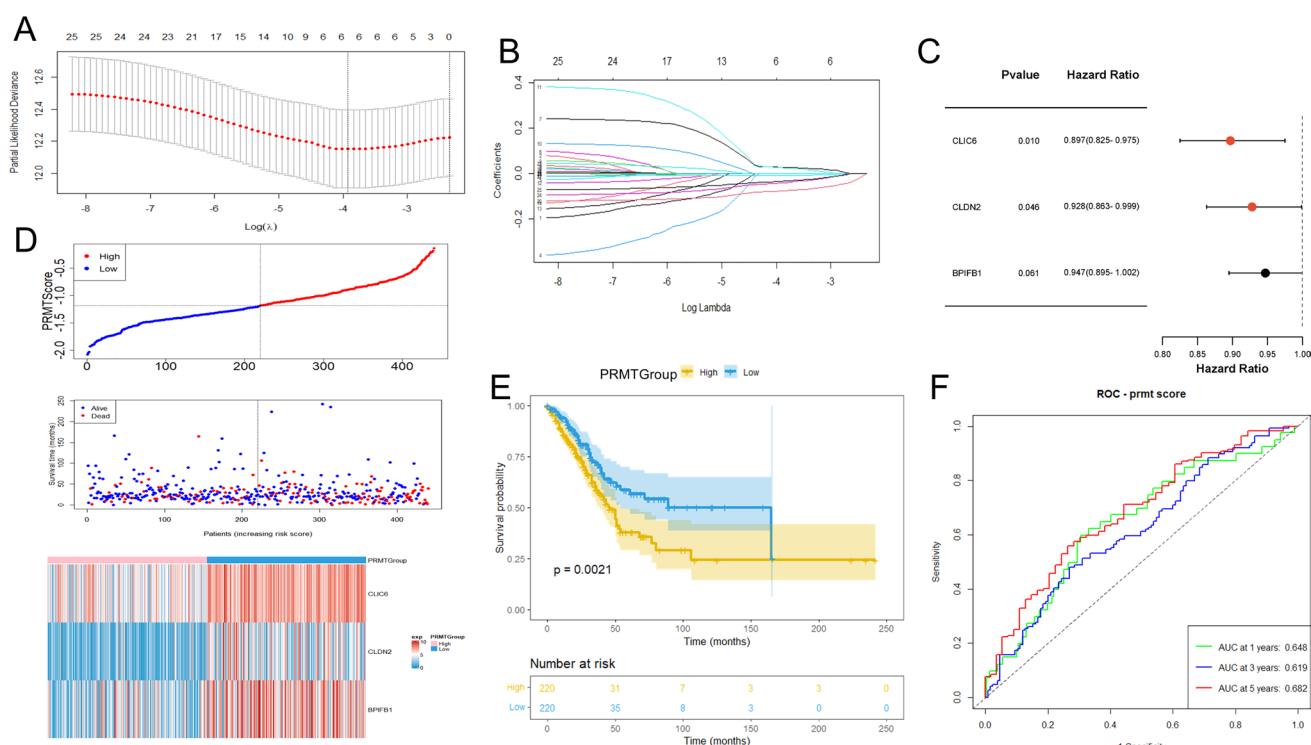 A
25 25 24 24 23 21 17 15 14 10 9 6 6 6 6 5 3 0
Partial Likelihood Deviance
12.6
12.4
12.2
12.0
-8 -7 -6 -5 -4 -3
Log(λ)
B
25 24 17 13 6 6
Coefficients
0.4
0.2
0.0
-0.2
11
7
10
1
4
-8 -7 -6 -5 -4 -3
Log Lambda
C
Pvalue Hazard Ratio
CLIC6 0.010 0.897(0.825- 0.975)
CLDN2 0.046 0.928(0.863- 0.999)
BPIFB1 0.061 0.947(0.895- 1.002)
0.80 0.90 0.95 1.00
Hazard Ratio
D
High
Low
PRMTScore
-0.5
-1.0
-1.5
-2.0
0 100 200 300 400
Alive
Dead
Survival time (months)
250
200
150
100
50
0
0 100 200 300 400
Patients (increasing risk score)
PRMTGroup
CLIC6
CLDN2
BPIFB1
exp
10
5
0
PRMTGroup
High
Low
E
PRMTGroup High Low
Survival probability
1.00
0.75
0.50
0.25
0.00
p = 0.0021
0 50 100 150 200 250
Time (months)
Number at risk
High 220 31 7 3 3 0
Low 220 35 8 3 0 0
0 50 100 150 200 250
Time (months)
F
ROC - prmt score
Sensitivity
1.0
0.8
0.6
0.4
0.2
0.0
AUC at 1 years: 0.648
AUC at 3 years: 0.619
AUC at 5 years: 0.682
0.0 0.2 0.4 0.6 0.8 1.0